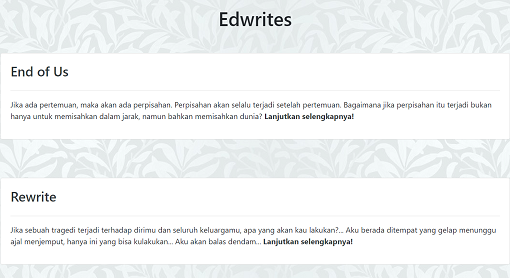 Edwrites
End of Us
Jika ada pertemuan, maka akan ada perpisahan. Perpisahan akan selalu terjadi setelah pertemuan. Bagaimana jika perpisahan itu terjadi bukan
hanya untuk memisahkan dalam jarak, namun bahkan memisahkan dunia? Lanjutkan selengkapnya!
Rewrite
Jika sebuah tragedi terjadi terhadap dirimu dan seluruh keluargamu, apa yang akan kau lakukan?... Aku berada ditempat yang gelap menunggu
ajal menjemput, hanya ini yang bisa kulakukan... Aku akan balas dendam... Lanjutkan selengkapnya!